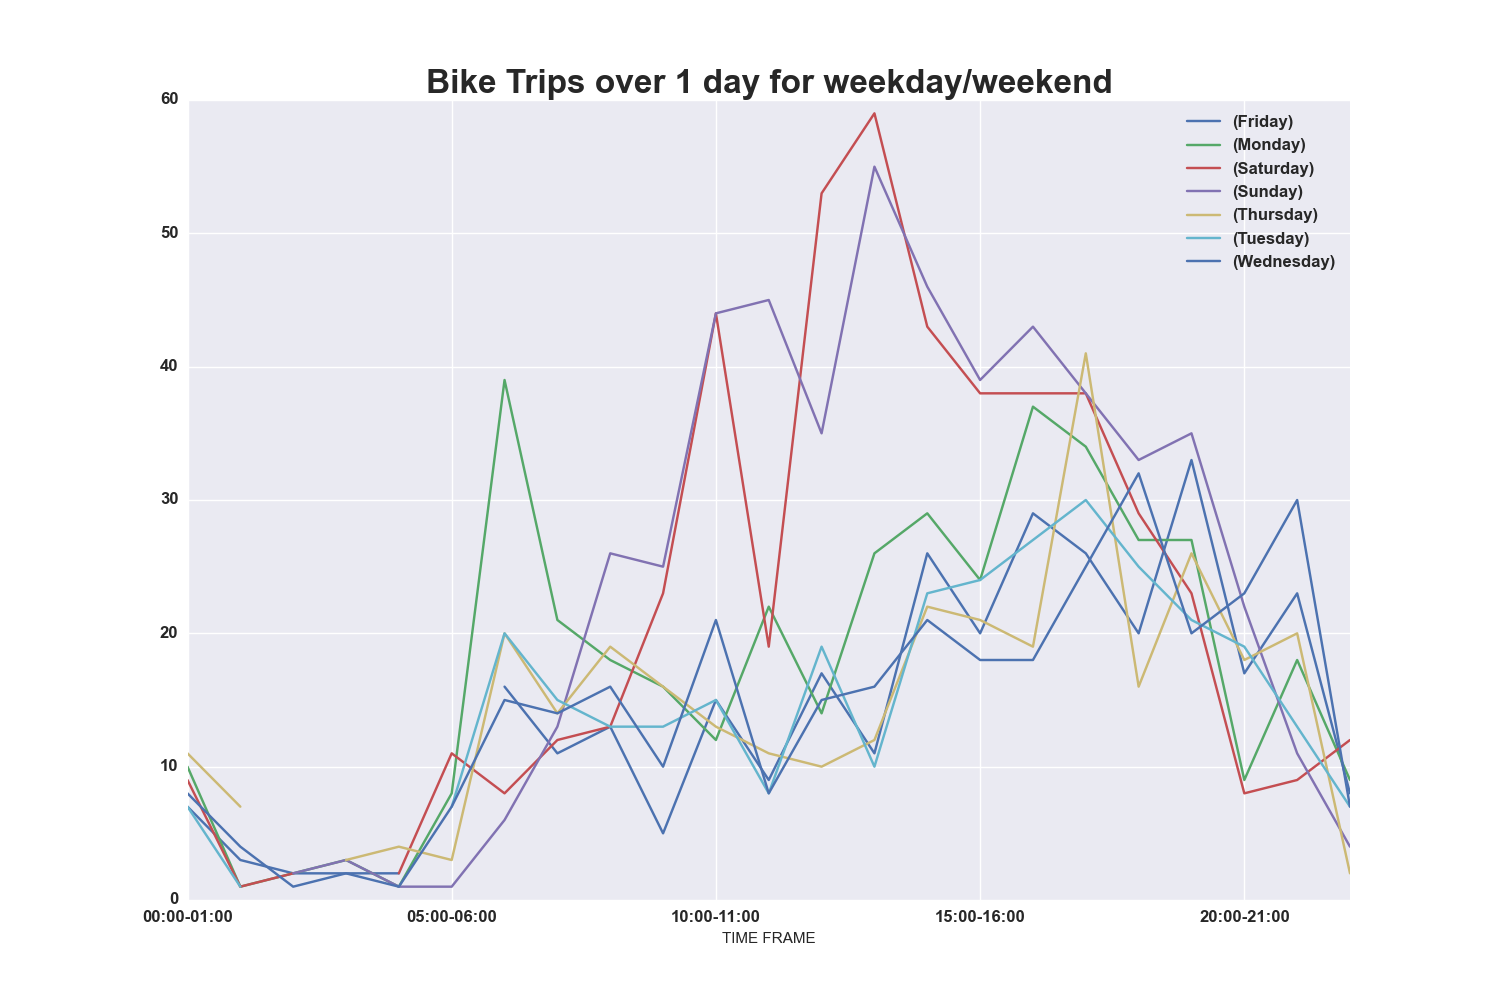 Bike Trips over 1 day for weekday/weekend
60
50
40
30
20
10
0
(Friday)
(Monday)
(Saturday)
(Sunday)
(Thursday)
(Tuesday)
(Wednesday)
00:00-01:00 05:00-06:00 10:00-11:00 15:00-16:00 20:00-21:00
TIME FRAME